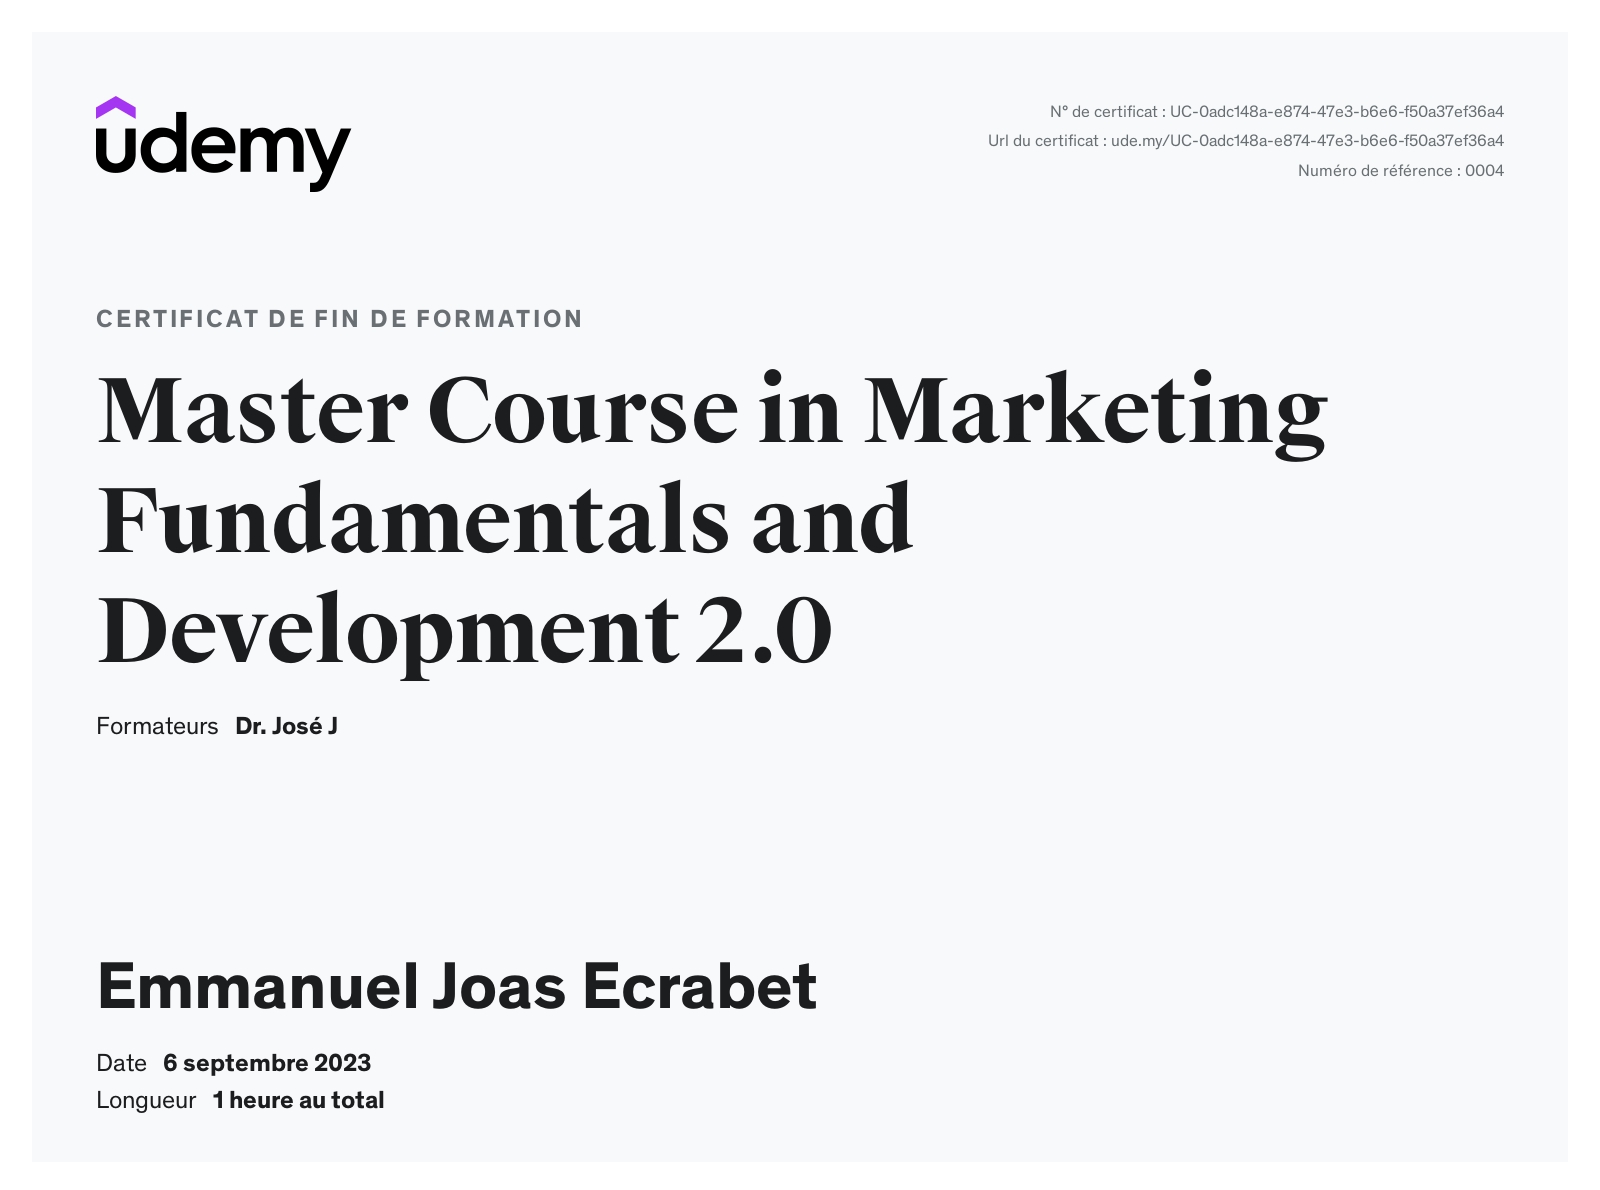 udemy
N° de certificat : UC-0adc148a-e874-47e3-b6e6-f50a37ef36a4
Url du certificat : ude.my/UC-0adc148a-e874-47e3-b6e6-f50a37ef36a4
Numéro de référence : 0004
CERTIFICAT DE FIN DE FORMATION
Master Course in Marketing
Fundamentals and
Development 2.0
Formateurs Dr. José J
Emmanuel Joas Ecrabet
Date 6 septembre 2023
Longueur 1 heure au total